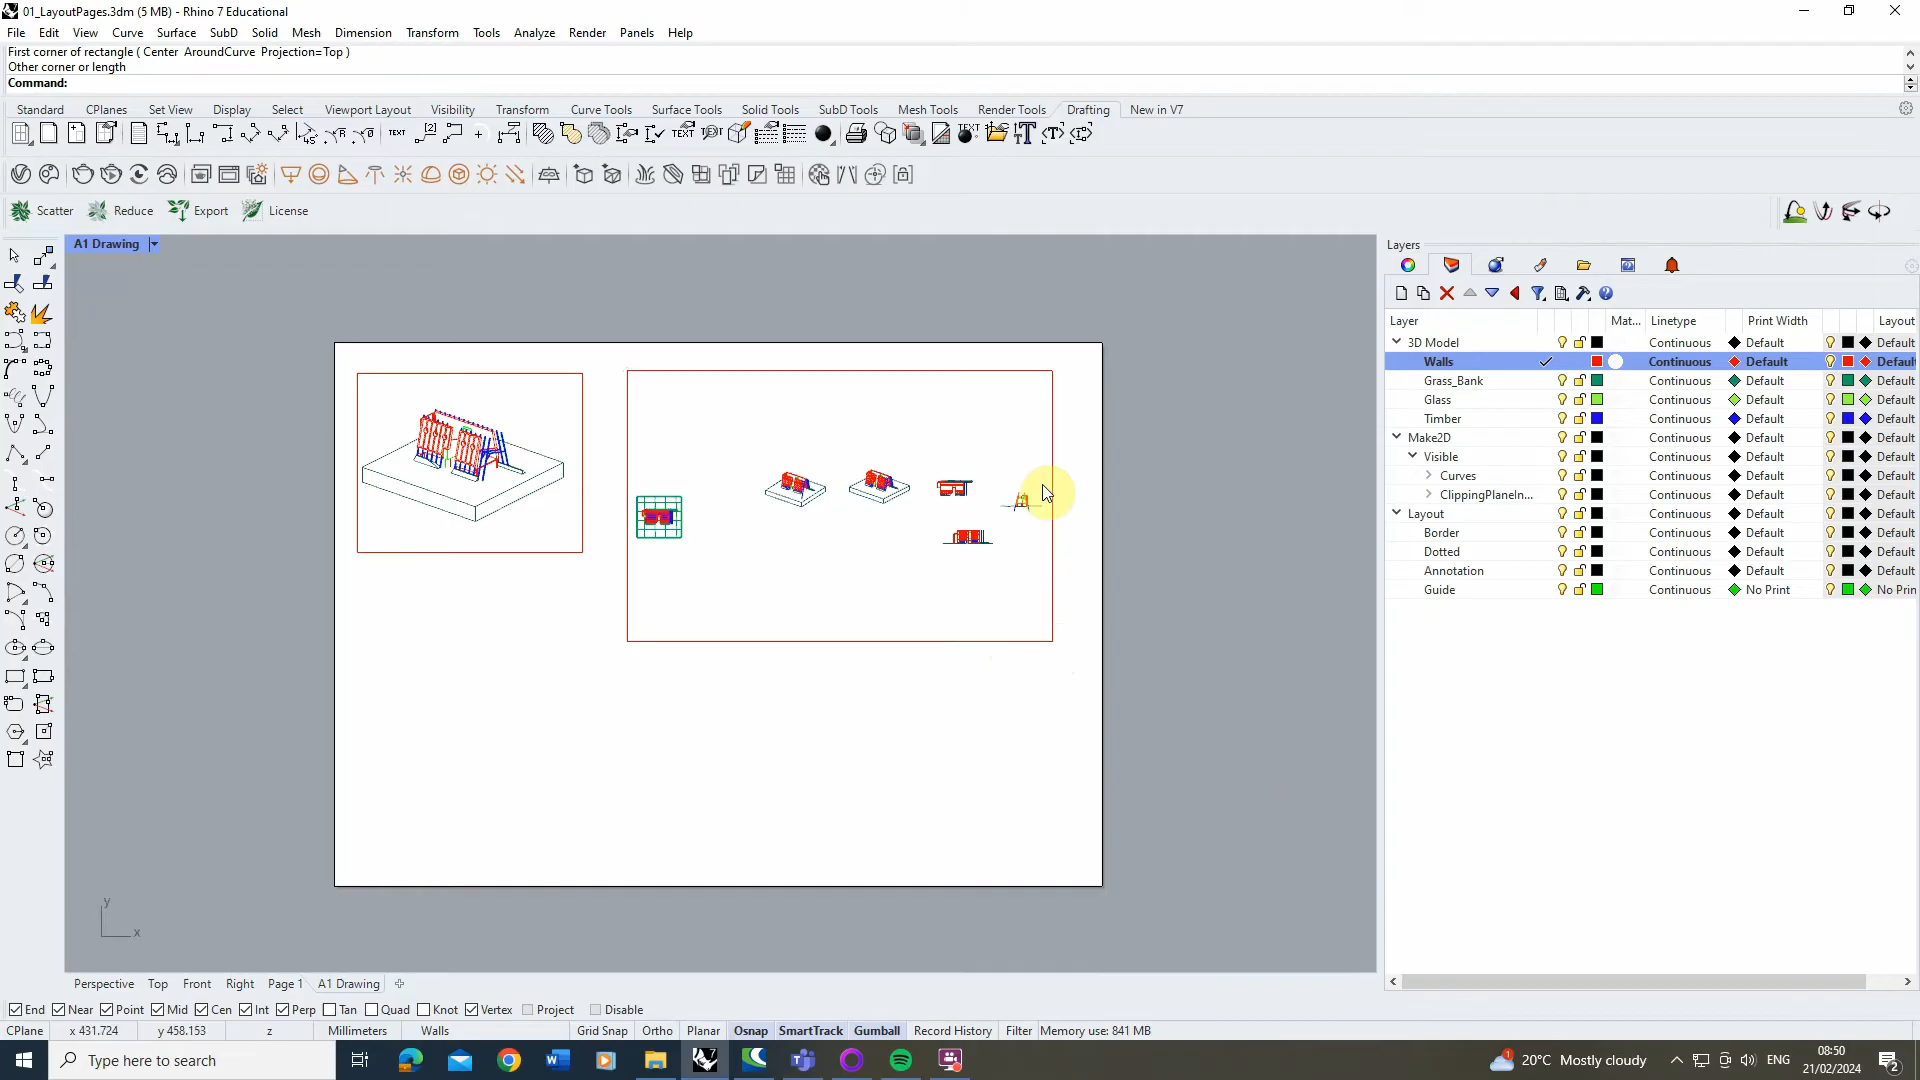 01_LayoutPages.3dm (5 MB) - Rhino 7 Educational
File Edit View Curve Surface SubD Solid Mesh Dimension Transform Tools Analyze Render Panels Help
First corner of rectangle ( Center AroundCurve Projection=Top )
Other corner or length
Command:
Standard CPlanes Set View Display Select Viewport Layout Visibility Transform Curve Tools Surface Tools Solid Tools SubD Tools Mesh Tools Render Tools Drafting New in V7
Scatter Reduce Export License
A1 Drawing
Layers
Layer Mat... Linetype Print Width Layout
3D Model Continuous Default Default
Walls Continuous Default Default
Grass_Bank Continuous Default Default
Glass Continuous Default Default
Timber Continuous Default Default
Make2D Continuous Default Default
Visible Continuous Default Default
Curves Continuous Default Default
ClippingPlaneIn... Continuous Default Default
Layout Continuous Default Default
Border Continuous Default Default
Dotted Continuous Default Default
Annotation Continuous Default Default
Guide Continuous No Print No Prin
y
x
Perspective Top Front Right Page 1 A1 Drawing
End Near Point Mid Cen Int Perp Tan Quad Knot Vertex Project Disable
CPlane x 431.724 y 458.153 z Millimeters Walls Grid Snap Ortho Planar Osnap SmartTrack Gumball Record History Filter Memory use: 841 MB
Type here to search 20°C Mostly cloudy ENG 08:50
21/02/2024